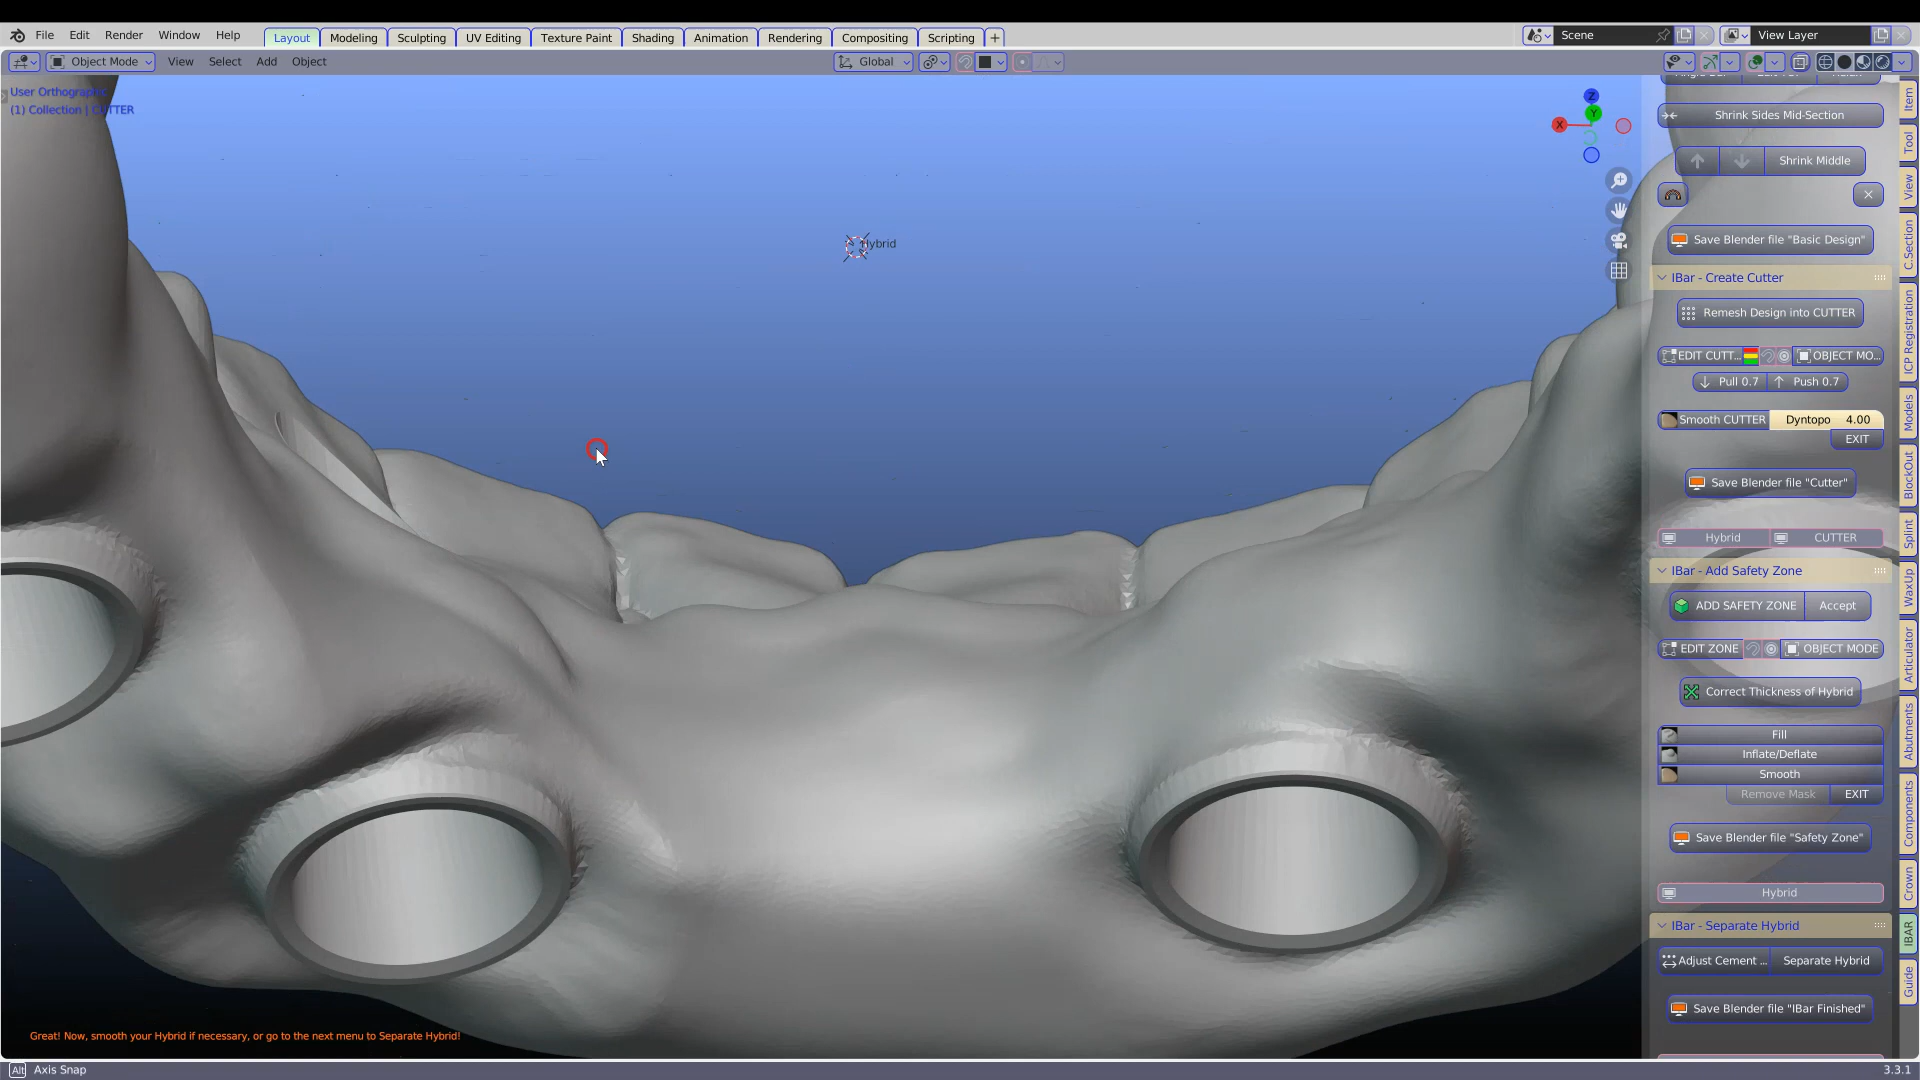 File Edit Render Window Help Layout Modeling Sculpting UV Editing Texture Paint Shading Animation Rendering Compositing Scripting + Scene View Layer
Object Mode View Select Add Object Global
User Orthographic
(1) Collection | CUTTER
Z
Y
X
Hybrid
Shrink Sides Mid-Section
Shrink Middle
Save Blender file "Basic Design"
IBar - Create Cutter
Remesh Design into CUTTER
EDIT CUTT... OBJECT MO...
Pull 0.7 Push 0.7
Smooth CUTTER Dyntopo 4.00
EXIT
Save Blender file "Cutter"
Hybrid CUTTER
IBar - Add Safety Zone
ADD SAFETY ZONE Accept
EDIT ZONE OBJECT MODE
Correct Thickness of Hybrid
Fill
Inflate/Deflate
Smooth
Remove Mask EXIT
Save Blender file "Safety Zone"
Hybrid
IBar - Separate Hybrid
Adjust Cement ... Separate Hybrid
Save Blender file "IBar Finished"
Item
Tool
View
C.Section
ICP Registration
Models
BlockOut
Splint
WaxUp
Articulator
Abutments
Components
Crown
IBAR
Guide
Great! Now, smooth your Hybrid if necessary, or go to the next menu to Separate Hybrid!
Alt Axis Snap 3.3.1